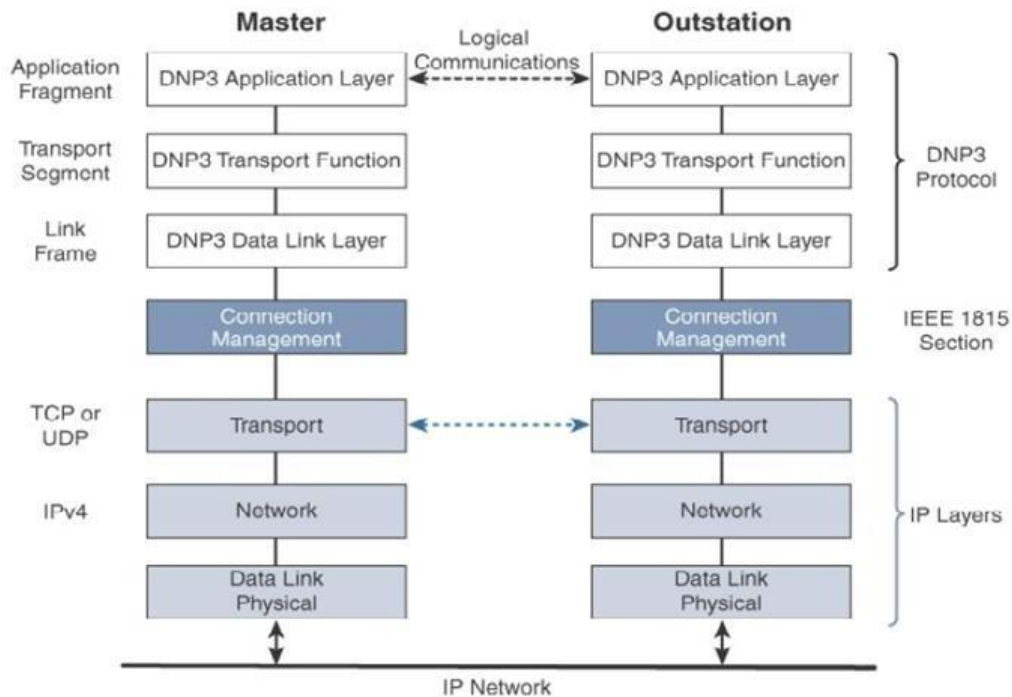 Master
Outstation
Logical
Communications
Application
Fragment
DNP3 Application Layer
DNP3 Application Layer
Transport
Segment
DNP3 Transport Function
DNP3 Transport Function
DNP3
Protocol
Link
Frame
DNP3 Data Link Layer
DNP3 Data Link Layer
Connection
Management
Connection
Management
IEEE 1815
Section
TCP or
UDP
Transport
Transport
IPv4
Network
Network
IP Layers
Data Link
Physical
Data Link
Physical
IP Network